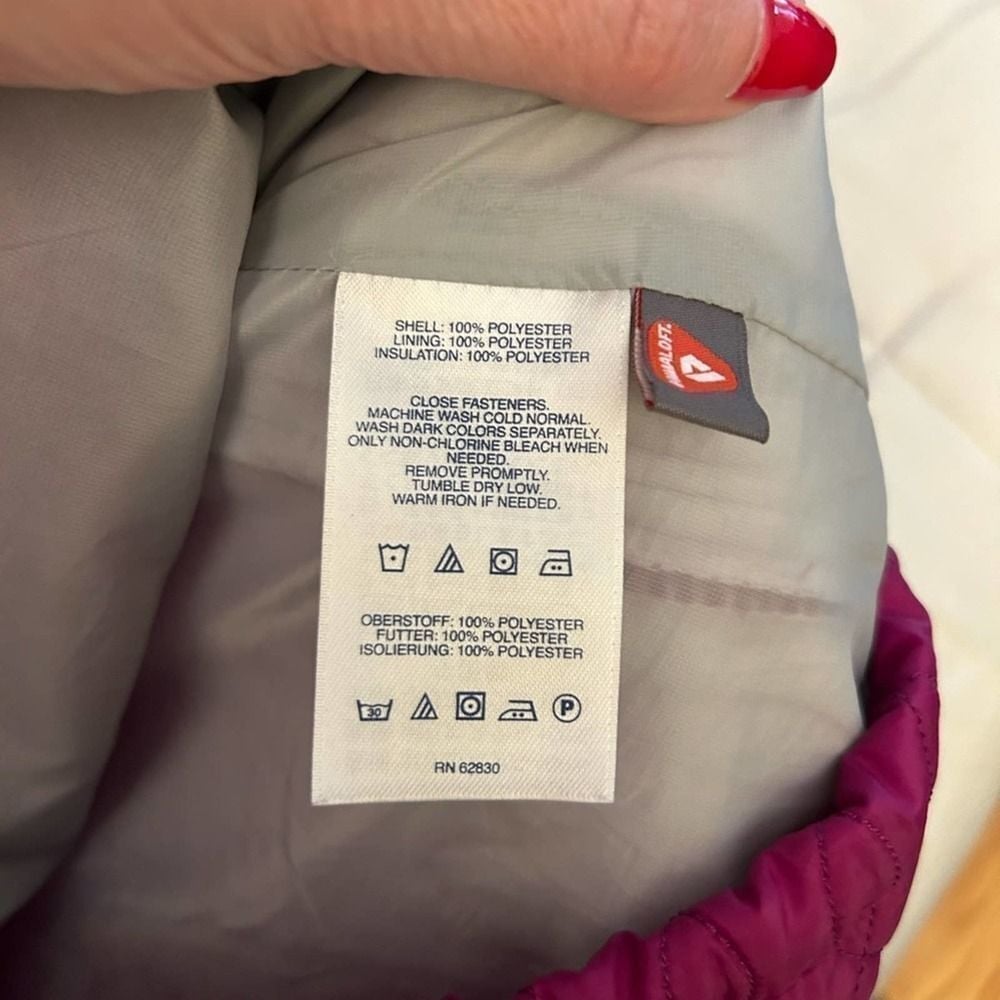 SHELL: 100% POLYESTER
LINING: 100% POLYESTER
INSULATION: 100% POLYESTER
CLOSE FASTENERS.
MACHINE WASH COLD NORMAL.
WASH DARK COLORS SEPARATELY.
ONLY NON-CHLORINE BLEACH WHEN
NEEDED.
REMOVE PROMPTLY.
TUMBLE DRY LOW.
WARM IRON IF NEEDED.
OBERSTOFF: 100% POLYESTER
FUTTER: 100% POLYESTER
ISOLIERUNG: 100% POLYESTER
30 P
RN 62830